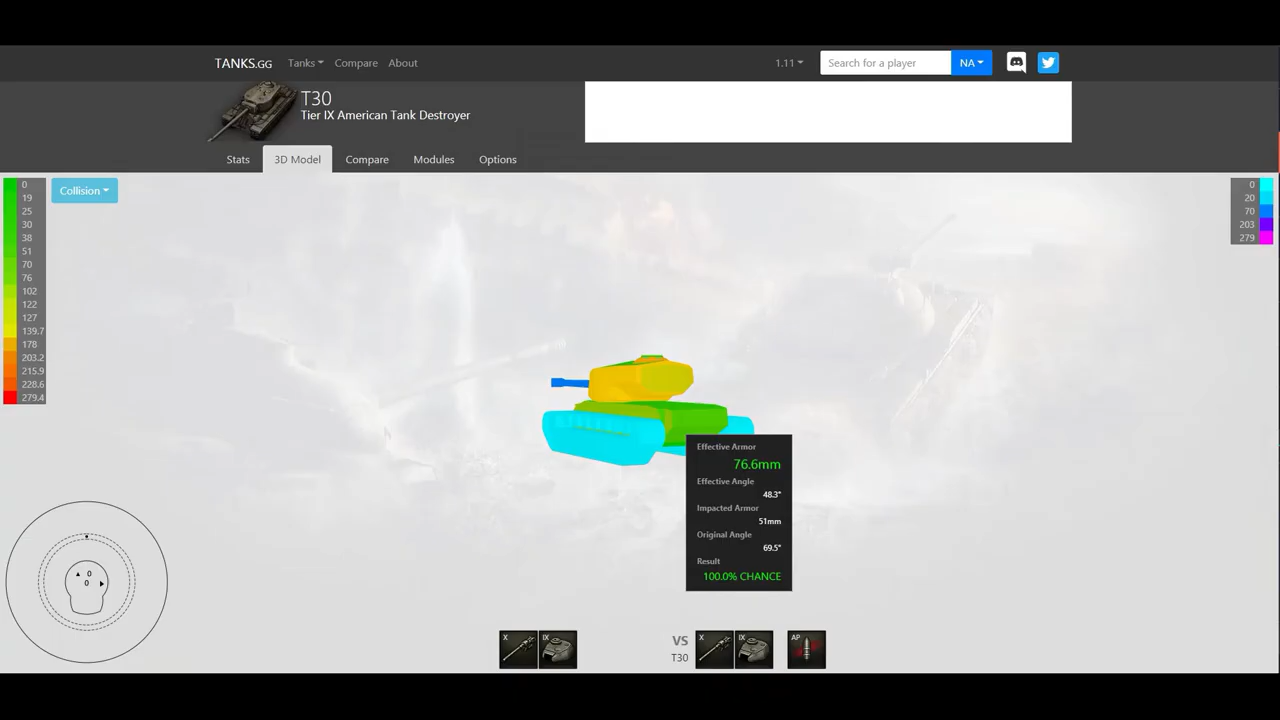 TANKS.GG
Tanks
Compare
About
1.11
Search for a player
NA
T30
Tier IX American Tank Destroyer
Stats
3D Model
Compare
Modules
Options
Collision
0
19
25
30
38
51
70
76
102
122
127
139.7
178
203.2
215.9
228.6
279.4
0
20
70
203
279
Effective Armor
76.6mm
Effective Angle
48.3°
Impacted Armor
51mm
Original Angle
69.5°
Result
100.0% CHANCE
0
0
X
IX
VS
T30
X
IX
AP